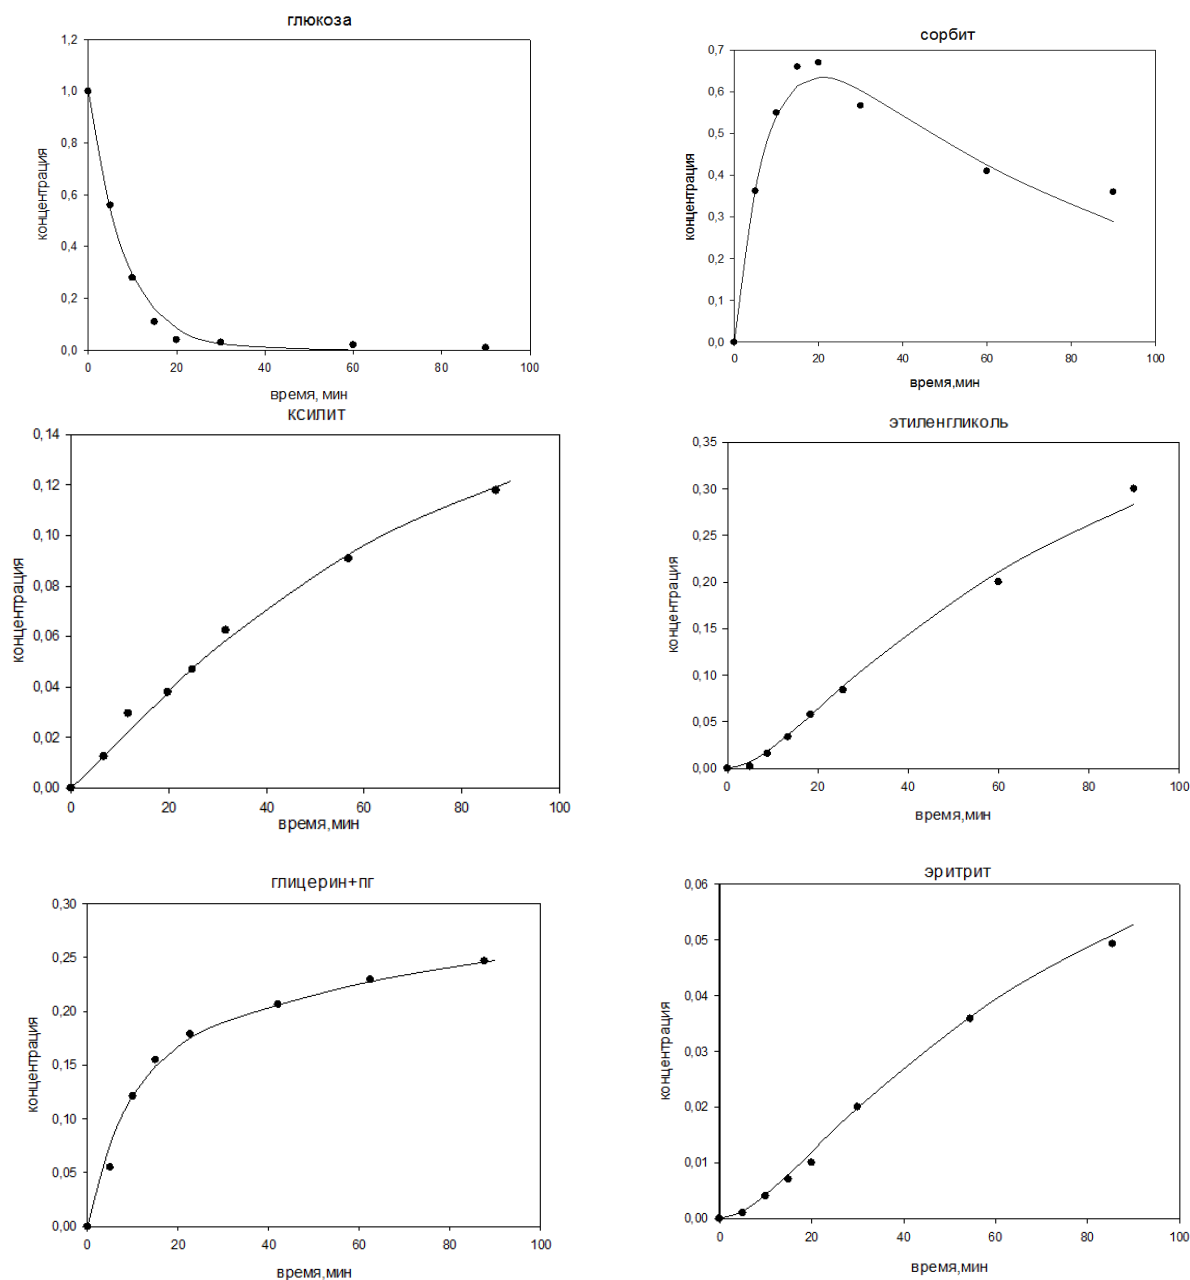 глюкоза
1,2
1,0
0,8
0,6
0,4
0,2
0,0
концентрация
0 20 40 60 80 100
время, мин
сорбит
0,7
0,6
0,5
0,4
0,3
0,2
0,1
0,0
концентрация
0 20 40 60 80 100
время,мин
ксилит
0,14
0,12
0,10
0,08
0,06
0,04
0,02
0,00
концентрация
0 20 40 60 80 100
время,мин
этиленгликоль
0,35
0,30
0,25
0,20
0,15
0,10
0,05
0,00
концентрация
0 20 40 60 80 100
время,мин
глицерин+пг
0,30
0,25
0,20
0,15
0,10
0,05
0,00
концентрация
0 20 40 60 80 100
время,мин
эритрит
0,06
0,05
0,04
0,03
0,02
0,01
0,00
концентрация
0 20 40 60 80 100
время,мин